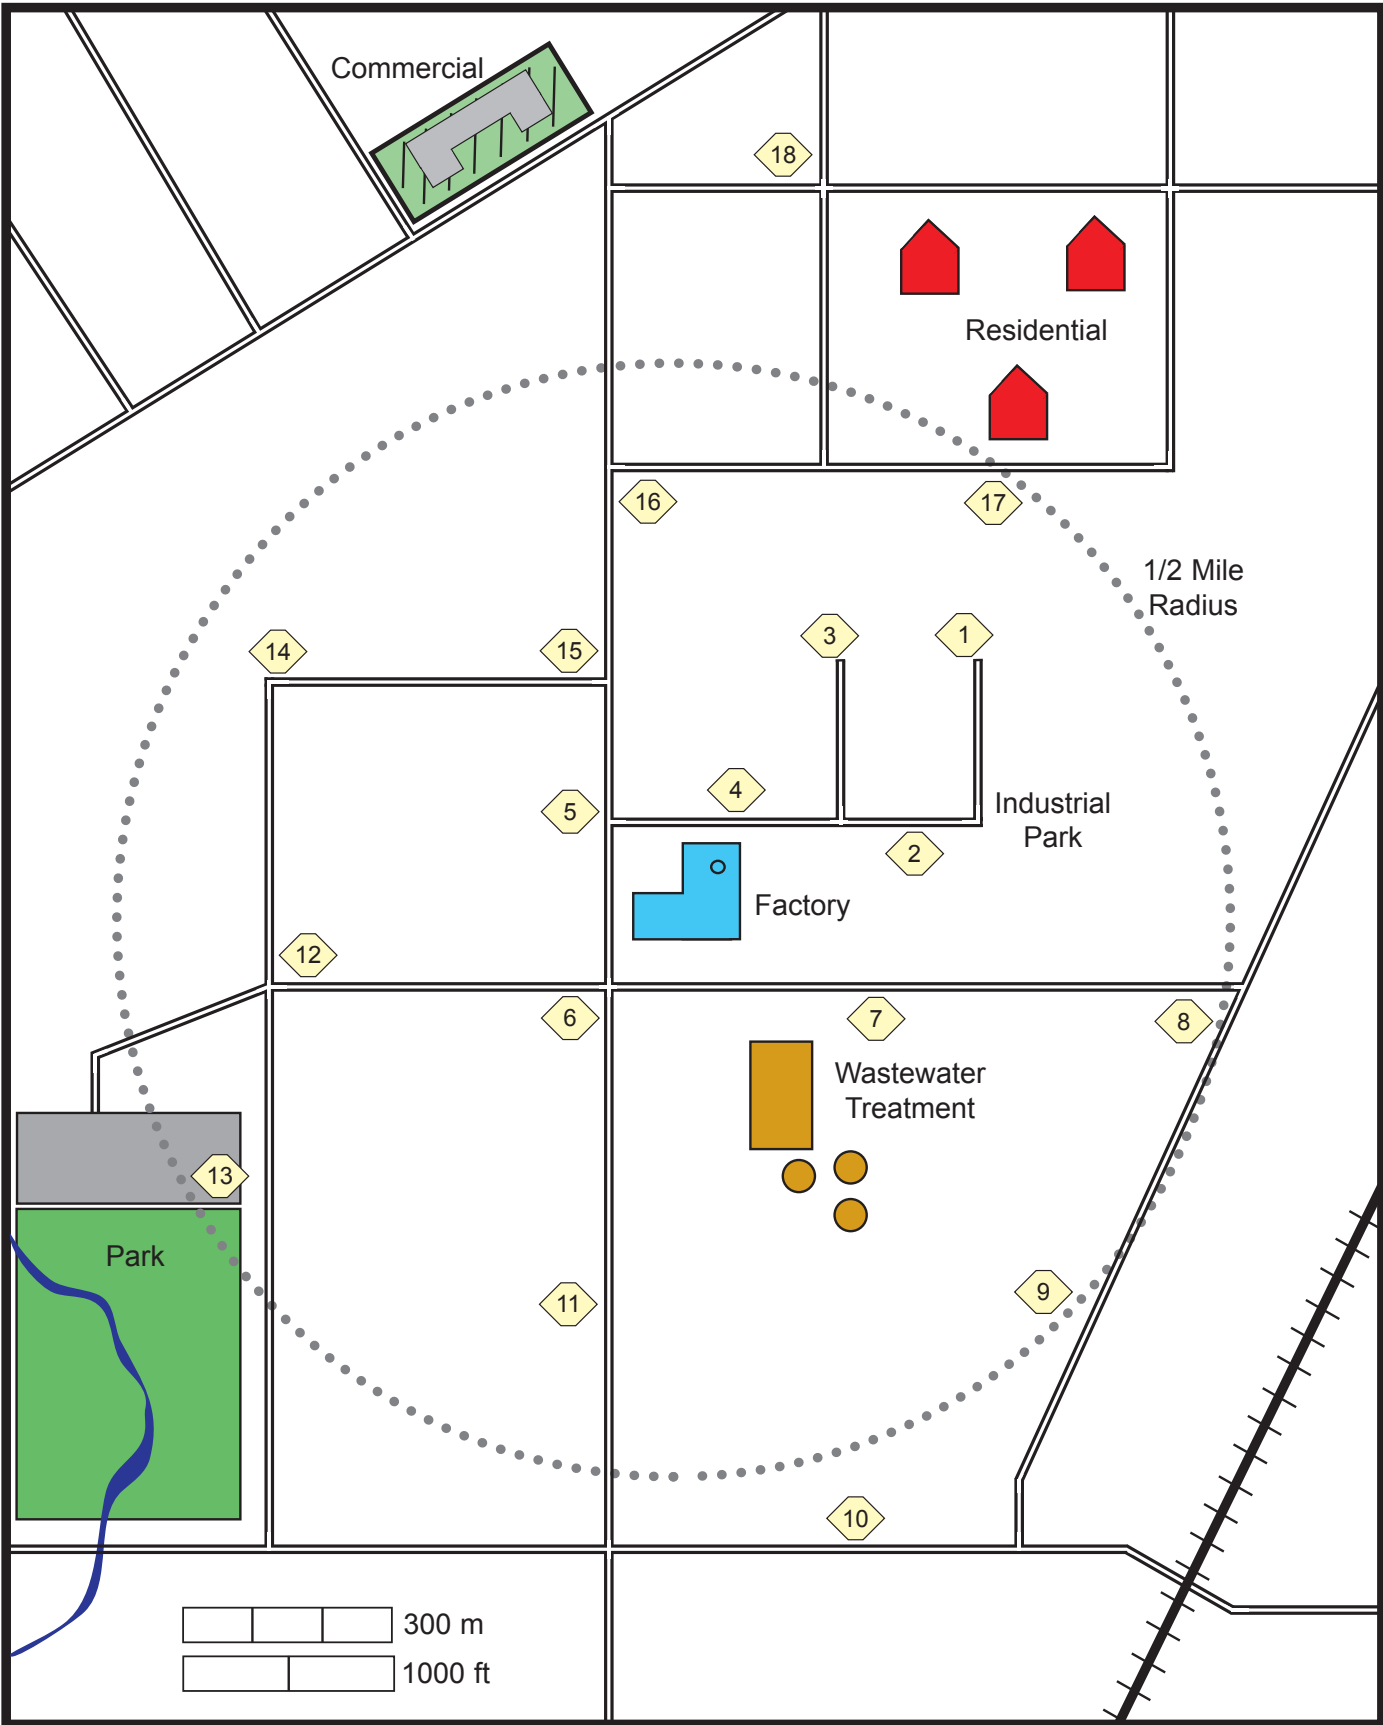 Commercial
18
Residential
16
17
1/2 Mile
Radius
3
1
14
15
4
5
Industrial
Park
2
Factory
12
6
7
8
Wastewater
Treatment
13
Park
11
9
10
300 m
1000 ft